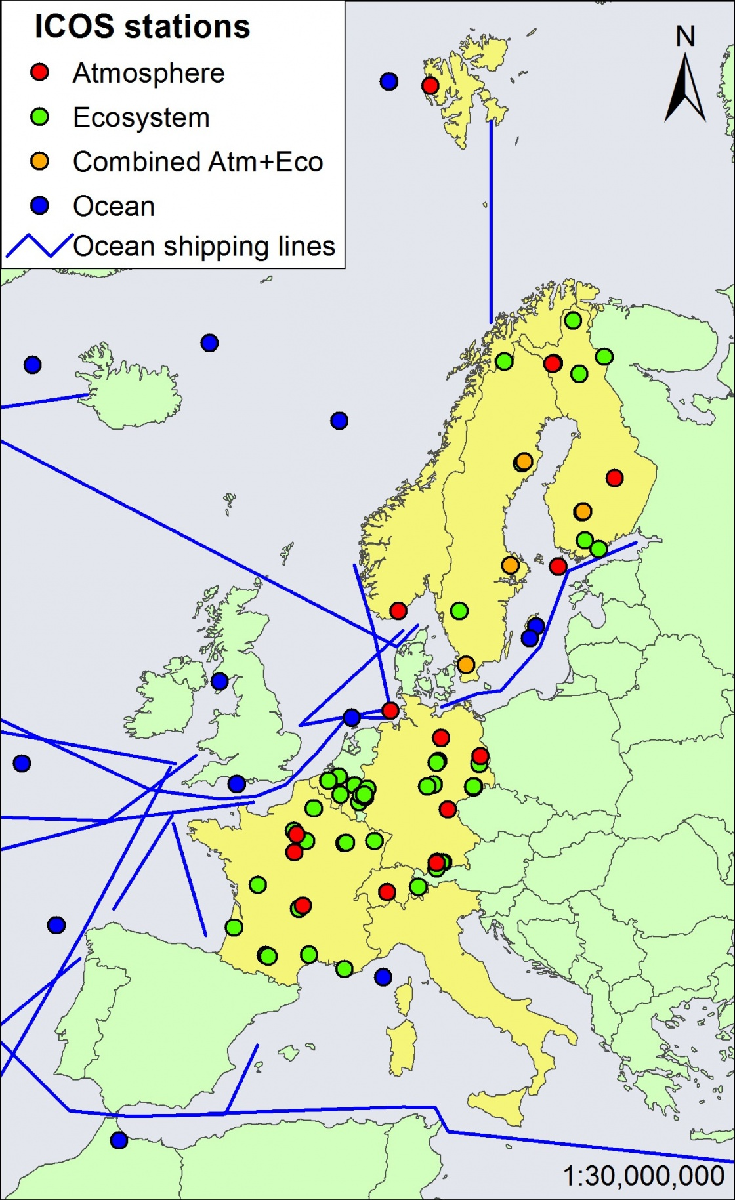 ICOS stations
Atmosphere
Ecosystem
Combined Atm+Eco
Ocean
Ocean shipping lines
N
1:30,000,000